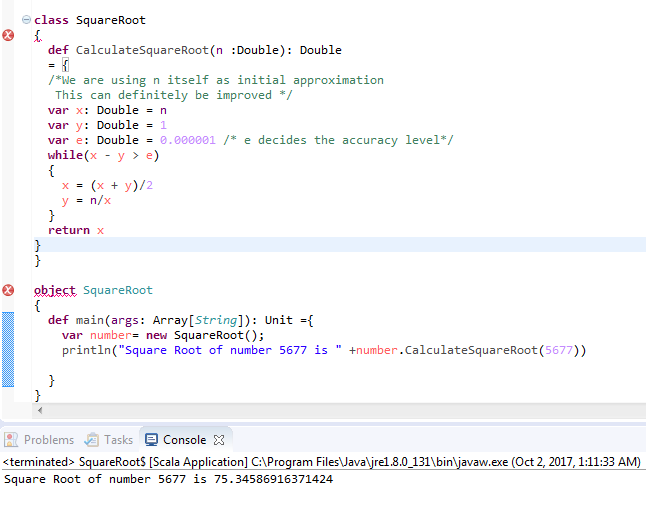 class SquareRoot
{
def CalculateSquareRoot(n :Double): Double
= {
/*We are using n itself as initial approximation
This can definitely be improved */
var x: Double = n
var y: Double = 1
var e: Double = 0.000001 /* e decides the accuracy level*/
while(x - y > e)
{
x = (x + y)/2
y = n/x
}
return x
}
}
object SquareRoot
{
def main(args: Array[String]): Unit ={
var number= new SquareRoot();
println("Square Root of number 5677 is " +number.CalculateSquareRoot(5677))
}
}
Problems Tasks Console
<terminated> SquareRoot$ [Scala Application] C:\Program Files\Java\jre1.8.0_131\bin\javaw.exe (Oct 2, 2017, 1:11:33 AM)
Square Root of number 5677 is 75.34586916371424